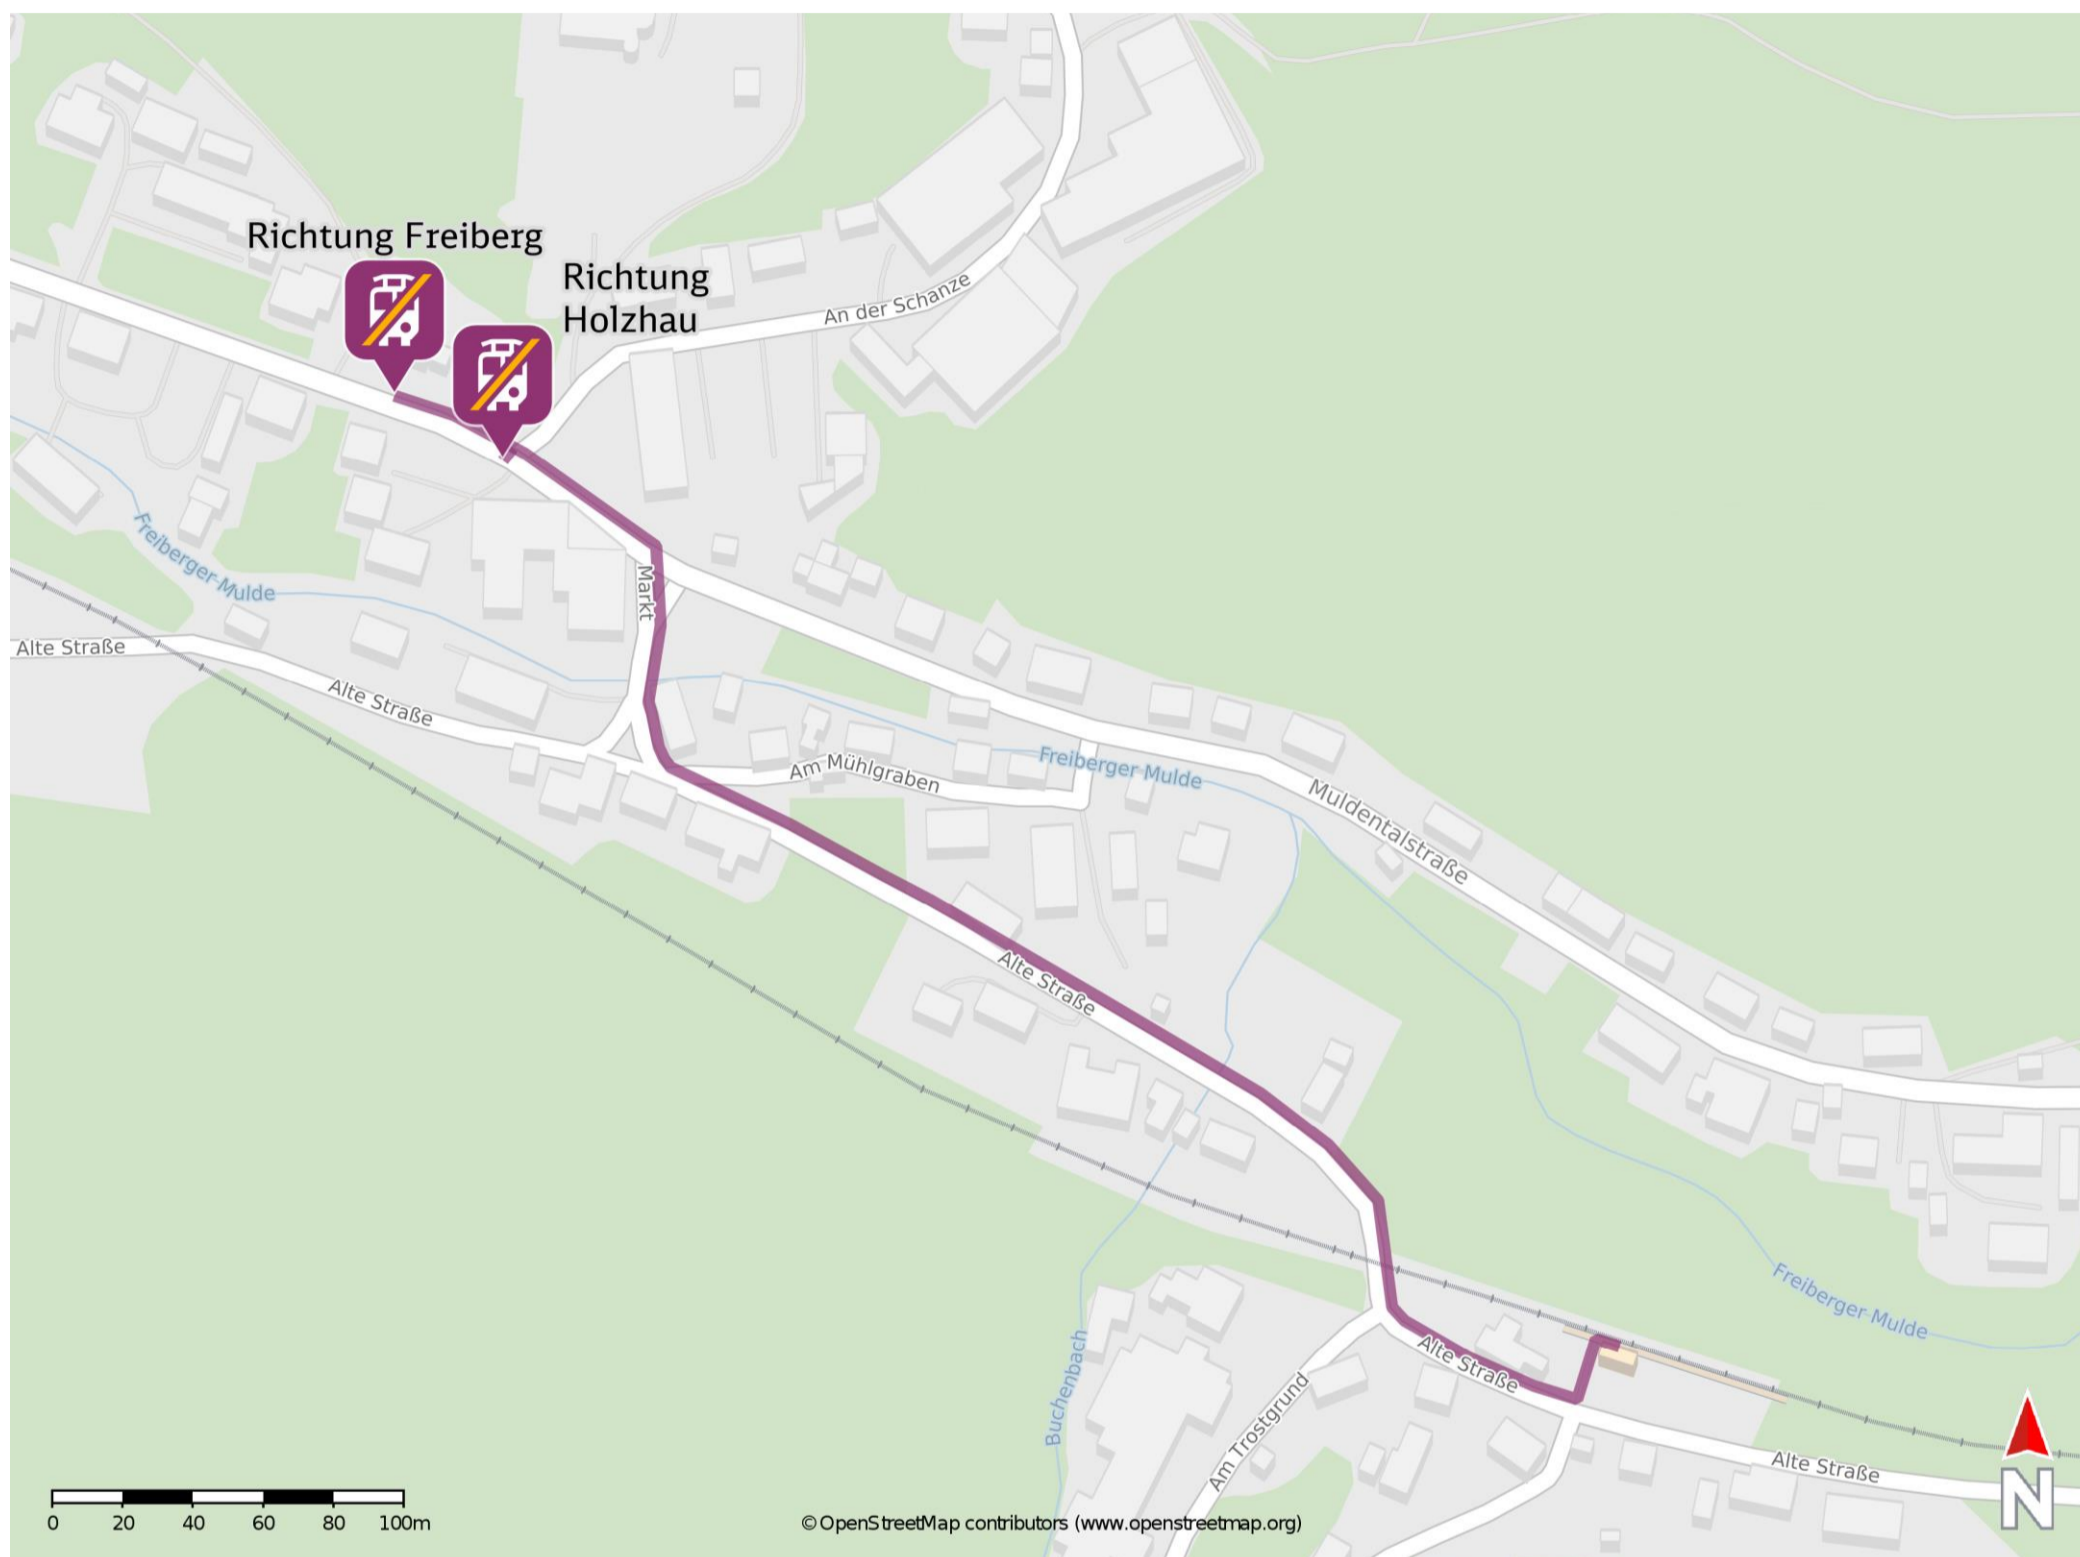 Richtung Freiberg
Richtung
Holzhau
An der Schanze
Freiberger Mulde
Markt
Alte Straße
Alte Straße
Am Mühlgraben
Freiberger Mulde
Muldentalstraße
Alte Straße
Freiberger Mulde
Buchenbach
Alte Straße
Am Trostgrund
Alte Straße
N
0 20 40 60 80 100m
©OpenStreetMap contributors (www.openstreetmap.org)